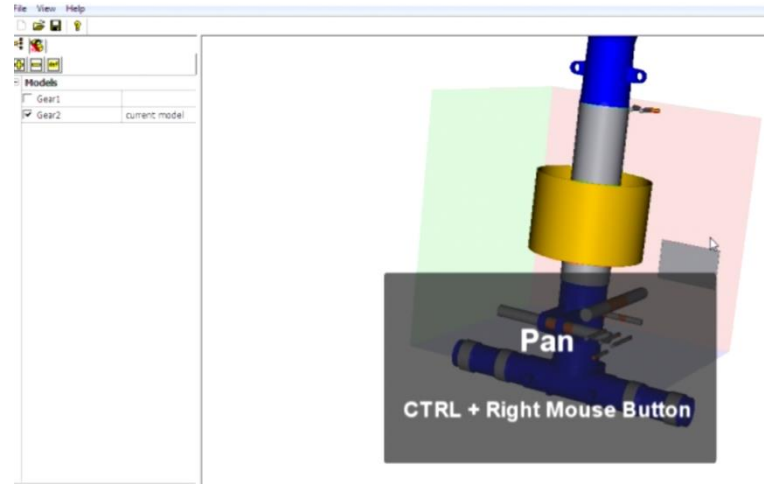 File View Help
Models
Gear1
Gear2 current model
Pan
CTRL + Right Mouse Button